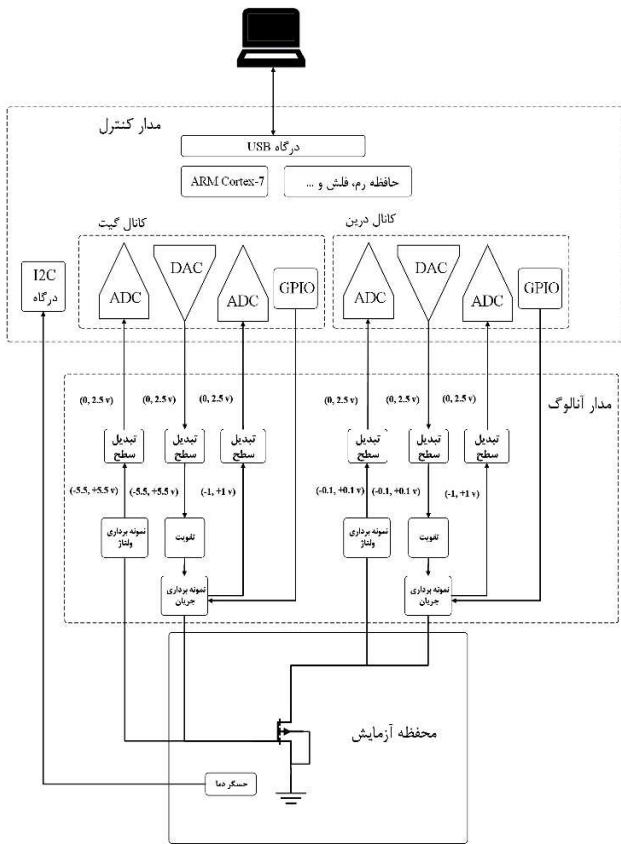 مدار کنترل
درگاه USB
ARM Cortex-7
حافظه رم، فلش و ...
کانال گیت
کانال درین
I2C
درگاه
ADC
DAC
ADC
GPIO
ADC
DAC
ADC
GPIO
مدار آنالوگ
(0, 2.5 v)
(0, 2.5 v)
(0, 2.5 v)
(0, 2.5 v)
(0, 2.5 v)
(0, 2.5 v)
تبدیل
سطح
تبدیل
سطح
تبدیل
سطح
تبدیل
سطح
تبدیل
سطح
تبدیل
سطح
(-5.5, +5.5 v)
(-5.5, +5.5 v)
(-1, +1 v)
(-0.1, +0.1 v)
(-0.1, +0.1 v)
(-1, +1 v)
نمونه برداری
ولتاژ
تقویت
نمونه برداری
ولتاژ
تقویت
نمونه برداری
جریان
نمونه برداری
جریان
محفظه آزمایش
حسگر دما